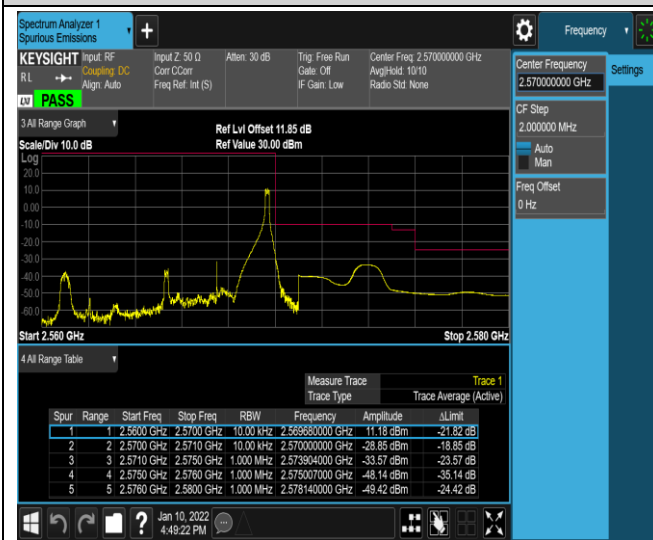 Spectrum Analyzer 1
Spurious Emissions
Frequency
KEYSIGHT
R L
PASS
Input: RF
Coupling: DC
Align: Auto
Input Z: 50 Ω
Corr CCorr
Freq Ref: Int (S)
Atten: 30 dB
Trig: Free Run
Gate: Off
IF Gain: Low
Center Freq: 2.570000000 GHz
Avg|Hold: 10/10
Radio Std: None
Center Frequency
2.570000000 GHz
Settings
CF Step
2.000000 MHz
Auto
Man
Freq Offset
0 Hz
3 All Range Graph
Ref Lvl Offset 11.85 dB
Scale/Div 10.0 dB
Ref Value 30.00 dBm
Log
20.0
10.0
0.00
-10.0
-20.0
-30.0
-40.0
-50.0
-60.0
Start 2.560 GHz
Stop 2.580 GHz
4 All Range Table
Measure Trace Trace 1
Trace Type Trace Average (Active)
Spur Range Start Freq Stop Freq RBW Frequency Amplitude ΔLimit
1 1 2.5600 GHz 2.5700 GHz 10.00 kHz 2.569680000 GHz 11.18 dBm -21.82 dB
2 2 2.5700 GHz 2.5710 GHz 10.00 kHz 2.570000000 GHz -28.85 dBm -18.85 dB
3 3 2.5710 GHz 2.5750 GHz 1.000 MHz 2.573904000 GHz -33.57 dBm -23.57 dB
4 4 2.5750 GHz 2.5760 GHz 1.000 MHz 2.575007000 GHz -48.14 dBm -35.14 dB
5 5 2.5760 GHz 2.5800 GHz 1.000 MHz 2.578140000 GHz -49.42 dBm -24.42 dB
Jan 10, 2022
4:49:22 PM